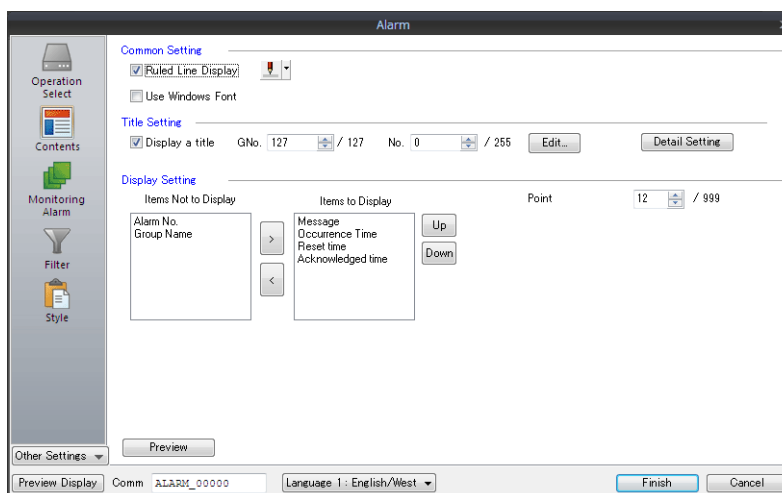 Alarm
Operation
Select
Contents
Monitoring
Alarm
Filter
Style
Other Settings
Common Setting
Ruled Line Display
Use Windows Font
Title Setting
Display a title GNo. 127 / 127 No. 0 / 255 Edit... Detail Setting
Display Setting
Items Not to Display Items to Display Point 12 / 999
Alarm No.
Group Name
>
<
Message
Occurrence Time
Reset time
Acknowledged time
Up
Down
Preview
Preview Display Comm ALARM_00000 Language 1 : English/West Finish Cancel